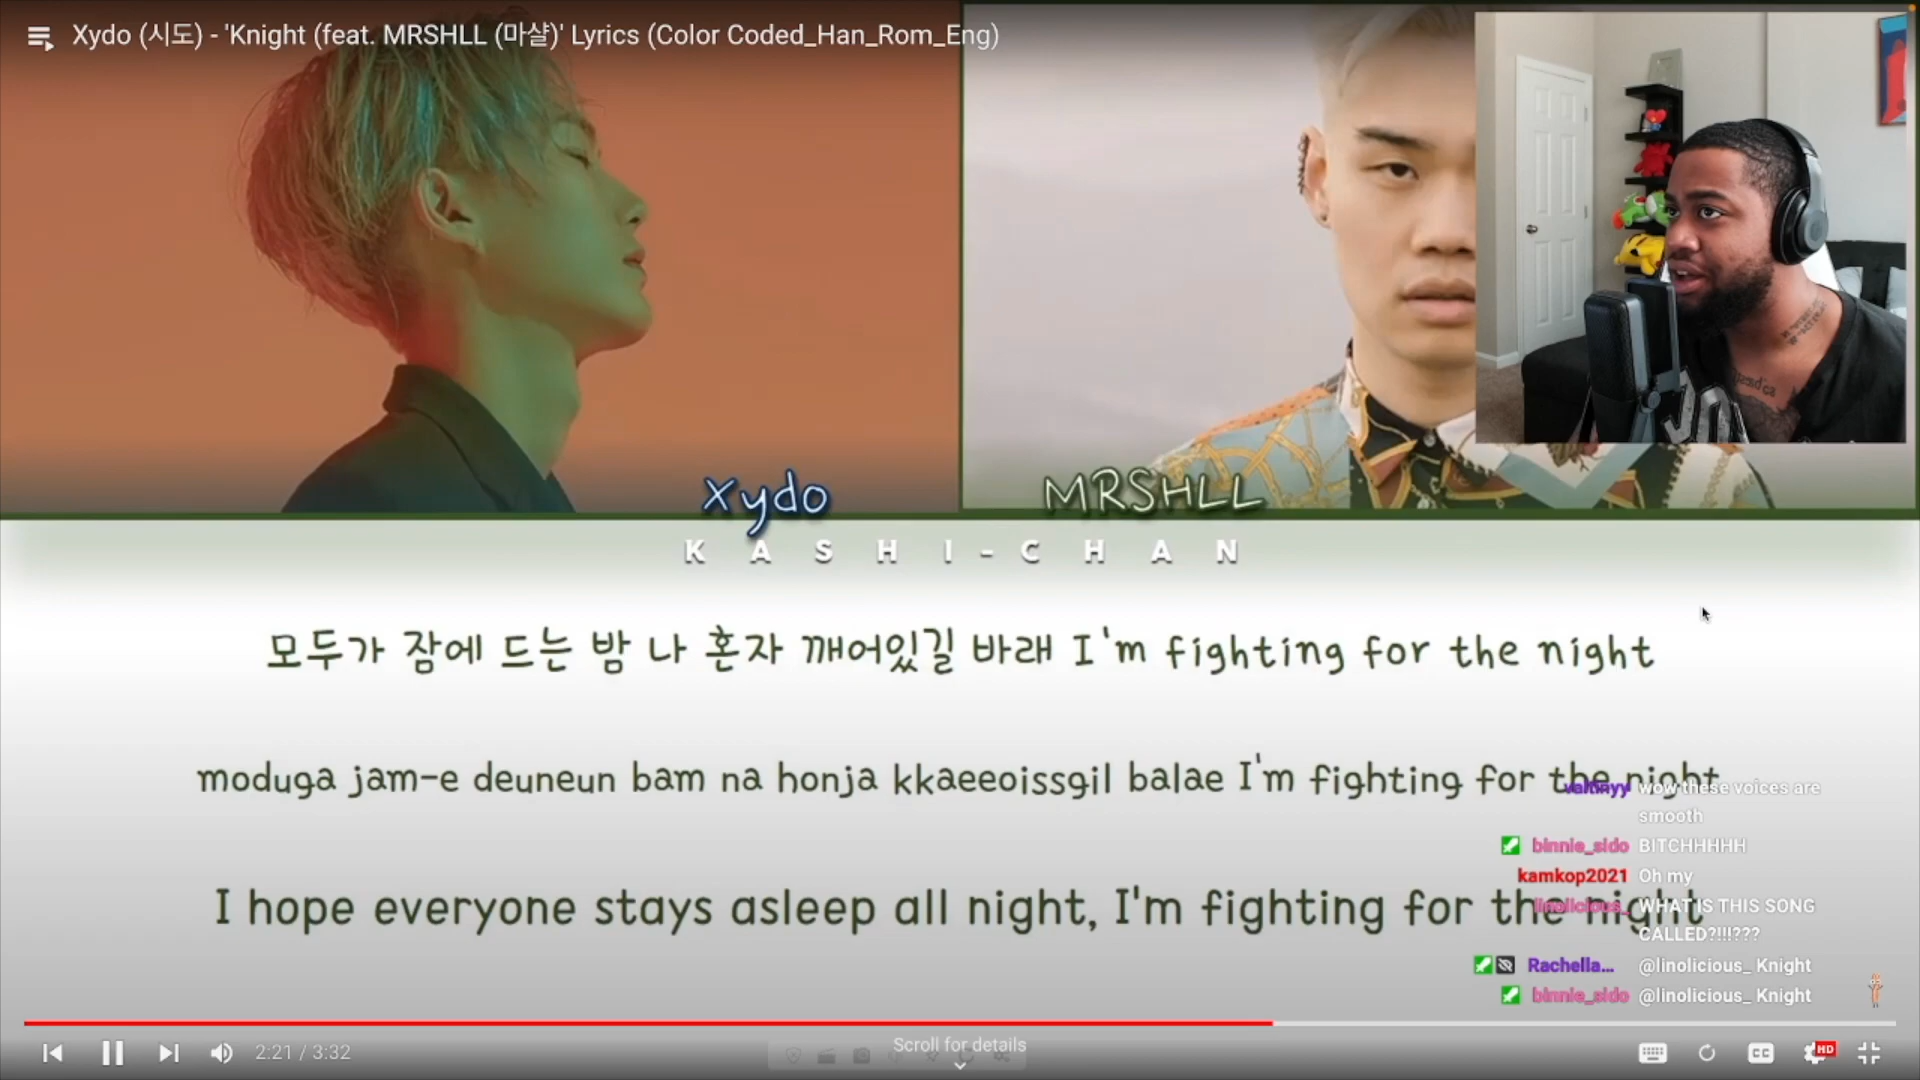 Xydo (시도) - 'Knight (feat. MRSHLL (마샬)' Lyrics (Color Coded_Han_Rom_Eng)
Xydo
MRSHLL
KASHI-CHAN
모두가 잠에 드는 밤 나 혼자 깨어있길 바래 I'm fighting for the night
moduga jam-e deuneun bam na honja kkaeeoissgil balae I'm fighting for the night
I hope everyone stays asleep all night, I'm fighting for the night
valtinyy wow these voices are
smooth
binnie_sido BITCHHHHH
kamkop2021 Oh my
linolicious_ WHAT IS THIS SONG
CALLED?!!!???
Rachella... @linolicious_ Knight
binnie_sido @linolicious_ Knight
2:21 / 3:32
Scroll for details
CC
HD